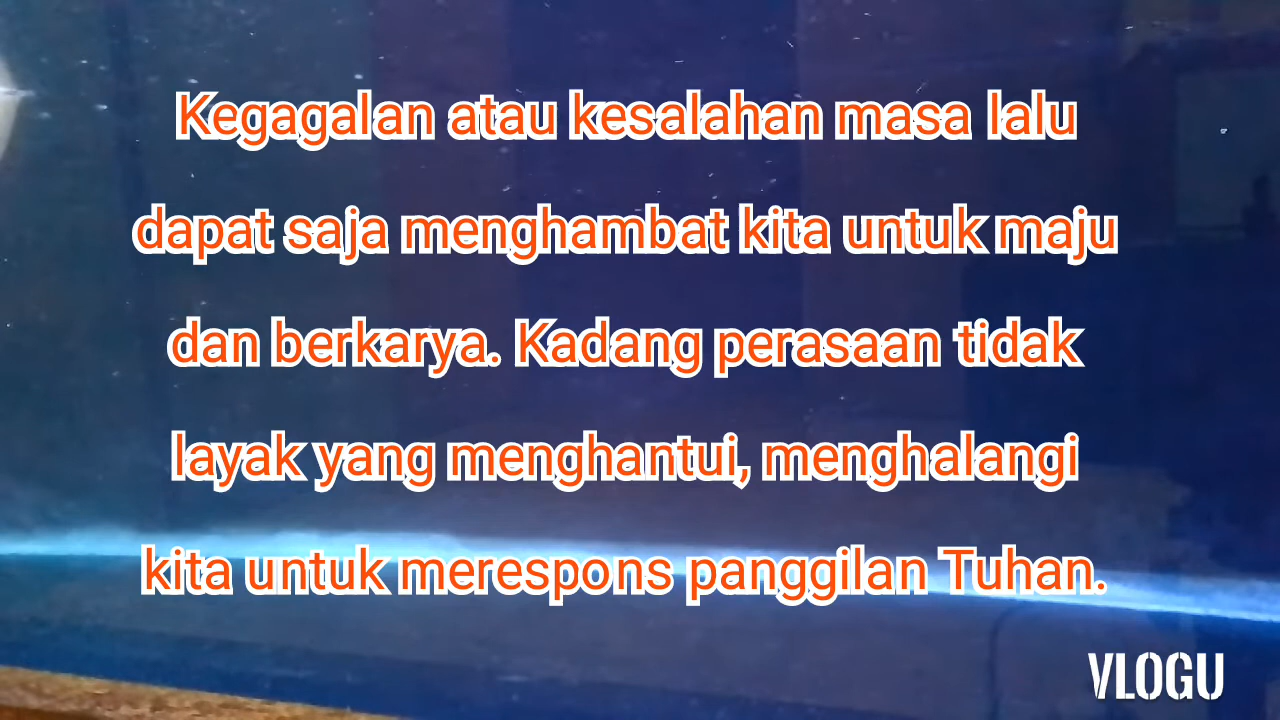 Kegagalan atau kesalahan masa lalu
dapat saja menghambat kita untuk maju
dan berkarya. Kadang perasaan tidak
layak yang menghantui, menghalangi
kita untuk merespons panggilan Tuhan.
VLOGU